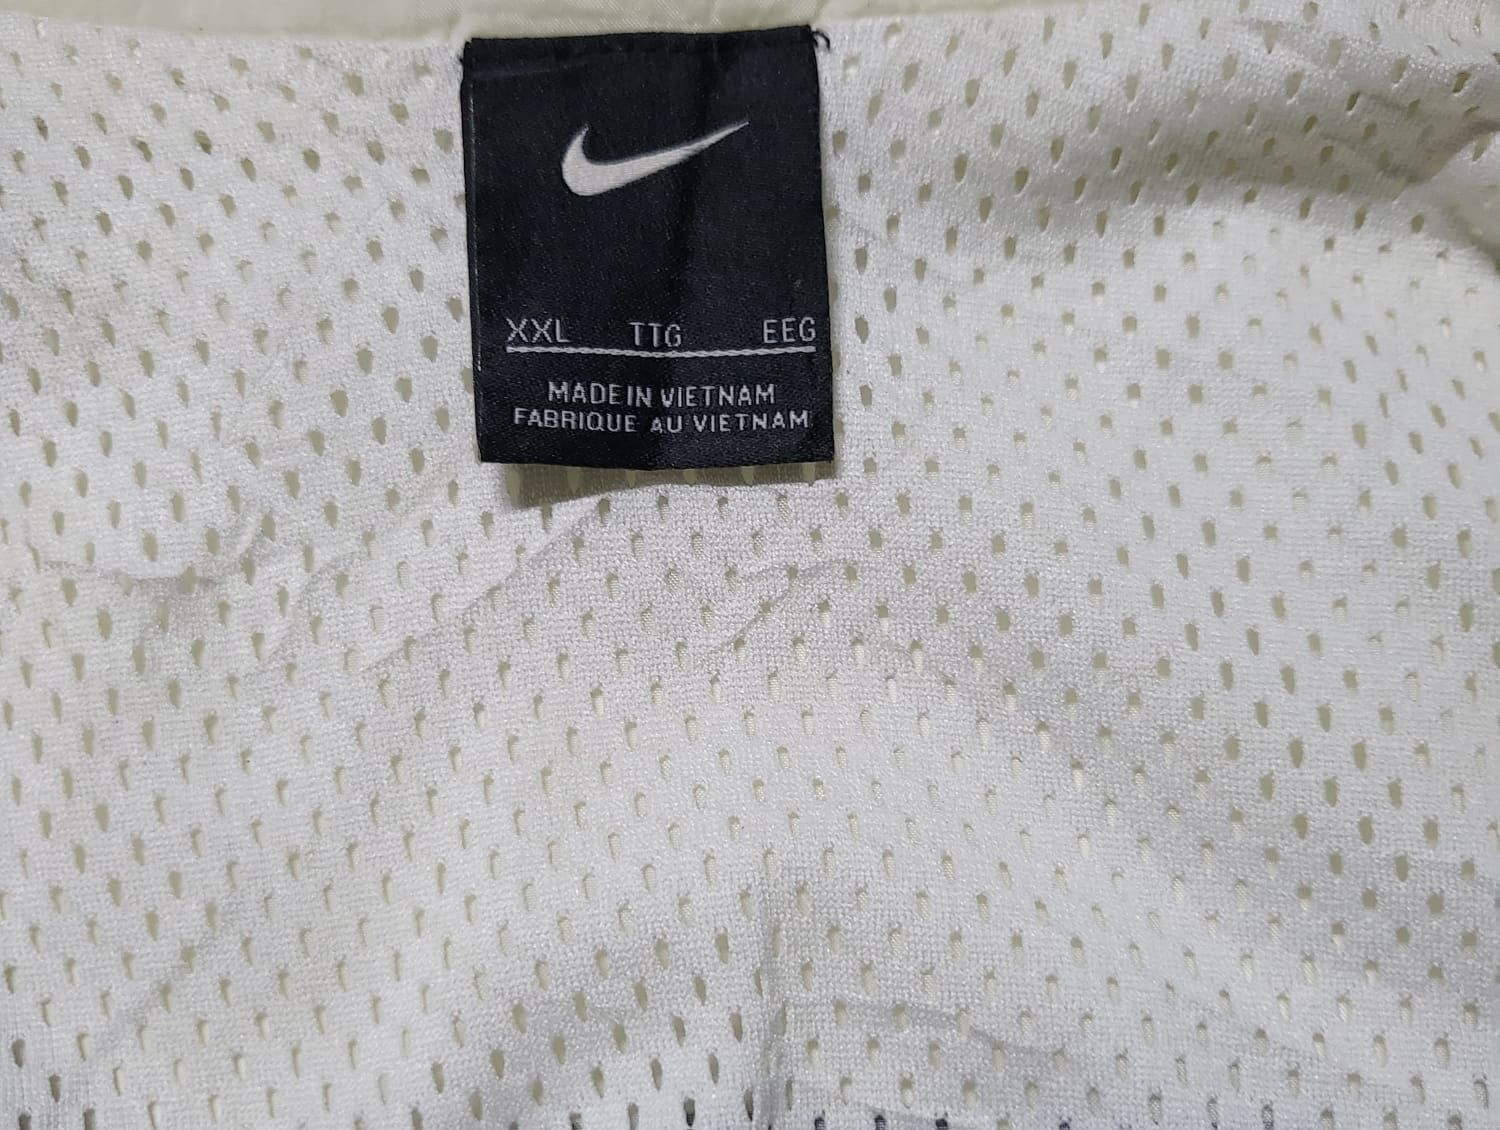 XXL TTG EEG
MADE IN VIETNAM
FABRIQUE AU VIETNAM